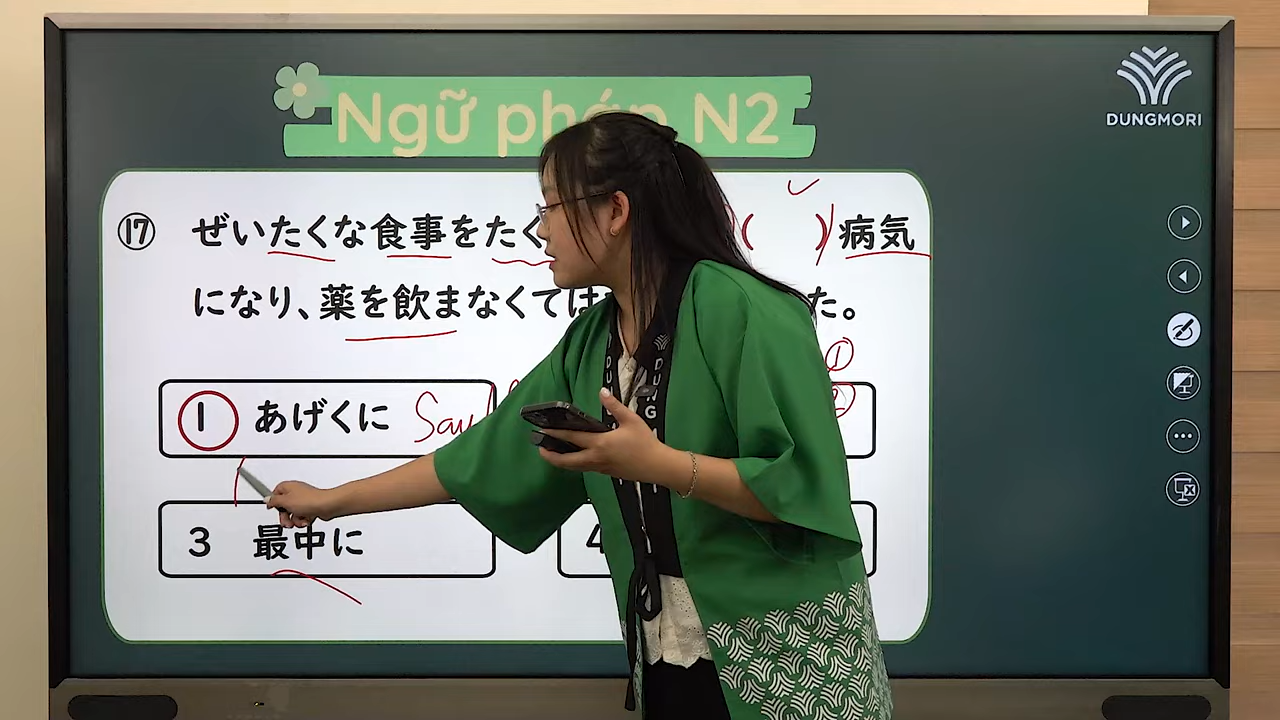 Ngữ pháp N2
DUNGMORI
⑰ ぜいたくな食事をたく ( ) 病気
になり、薬を飲まなくては た。
①
②
1 あげくに Sau
3 最中に
4